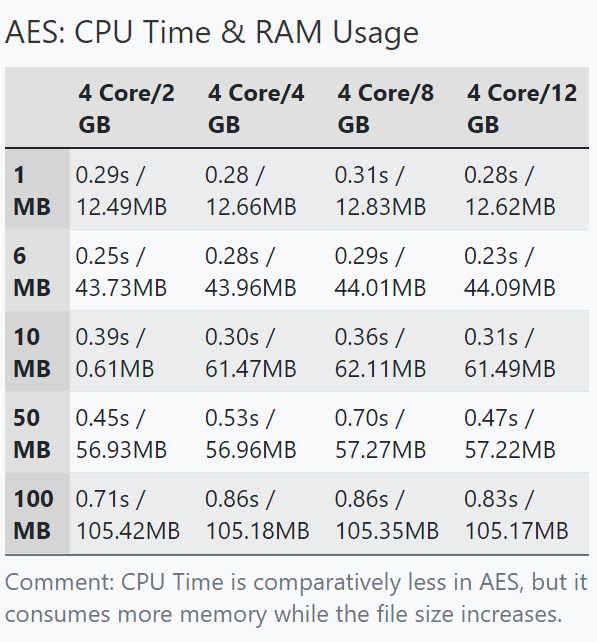 AES: CPU Time & RAM Usage
4 Core/2 GB 4 Core/4 GB 4 Core/8 GB 4 Core/12 GB
1 MB 0.29s / 12.49MB 0.28 / 12.66MB 0.31s / 12.83MB 0.28s / 12.62MB
6 MB 0.25s / 43.73MB 0.28s / 43.96MB 0.29s / 44.01MB 0.23s / 44.09MB
10 MB 0.39s / 0.61MB 0.30s / 61.47MB 0.36s / 62.11MB 0.31s / 61.49MB
50 MB 0.45s / 56.93MB 0.53s / 56.96MB 0.70s / 57.27MB 0.47s / 57.22MB
100 MB 0.71s / 105.42MB 0.86s / 105.18MB 0.86s / 105.35MB 0.83s / 105.17MB
Comment: CPU Time is comparatively less in AES, but it
consumes more memory while the file size increases.